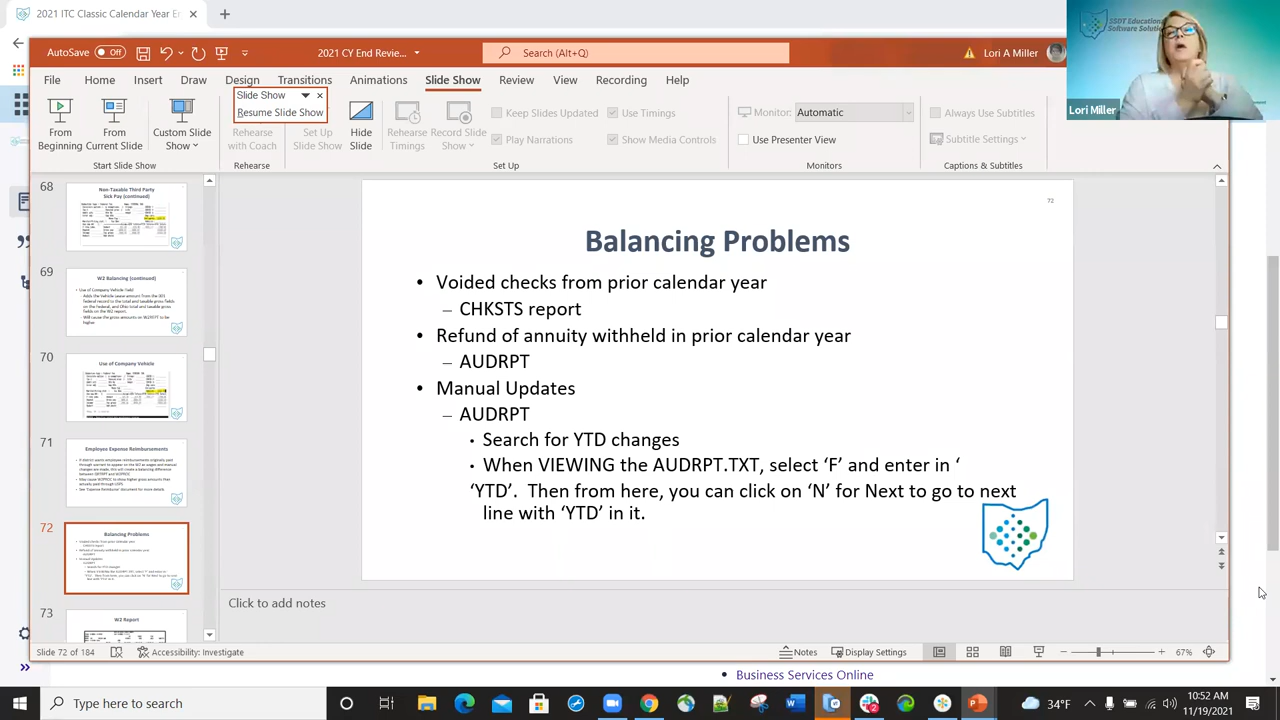 2021 ITC Classic Calendar Year E
AutoSave Off
2021 CY End Revie...
Search (Alt+Q)
Lori A Miller
SSDT Educational
Software Solutions
Lori Miller
File Home Insert Draw Design Transitions Animations Slide Show Review View Recording Help
Slide Show
Resume Slide Show
From Beginning
From Current Slide
Custom Slide Show
Rehearse with Coach
Set Up Slide Show
Hide Slide
Rehearse Timings
Record Slide Show
Keep Slides Updated
Use Timings
Play Narrations
Show Media Controls
Monitor: Automatic
Use Presenter View
Always Use Subtitles
Subtitle Settings
Start Slide Show
Rehearse
Set Up
Monitors
Captions & Subtitles
68
Non-Taxable Third Party
Sick Pay (continued)
69
W2 Balancing (continued)
Use of Company Vehicle Field
70
Use of Company Vehicle
71
Employee Expense Reimbursements
72
Balancing Problems
73
W2 Report
72
Balancing Problems
• Voided checks from prior calendar year
– CHKSTS report
• Refund of annuity withheld in prior calendar year
– AUDRPT
• Manual Updates
– AUDRPT
• Search for YTD changes
• When VIEWING the AUDRPT.TXT, select 'F' and enter in '
'YTD'. Then from here, you can click on 'N' for Next to go to next
line with 'YTD' in it.
Click to add notes
Slide 72 of 184
Accessibility: Investigate
Notes
Display Settings
67%
• Business Services Online
Type here to search
34°F
10:52 AM
11/19/2021